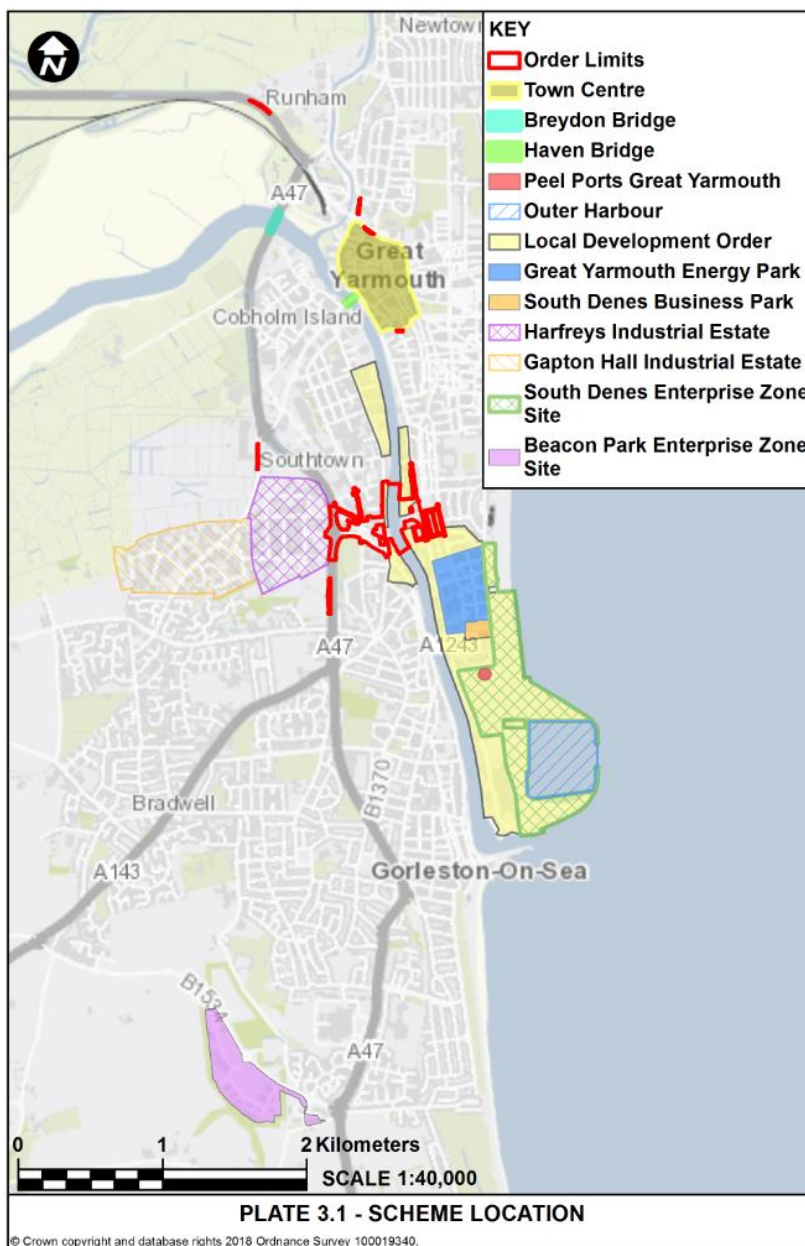 Newtown
N
Runham
A47
Great
Yarmouth
Cobholm Island
Southtown
A47
A1243
B1370
Bradwell
A143
Gorleston-On-Sea
B1534
A47
KEY
Order Limits
Town Centre
Breydon Bridge
Haven Bridge
Peel Ports Great Yarmouth
Outer Harbour
Local Development Order
Great Yarmouth Energy Park
South Denes Business Park
Harfreys Industrial Estate
Gapton Hall Industrial Estate
South Denes Enterprise Zone
Site
Beacon Park Enterprise Zone
Site
0 1 2 Kilometers
SCALE 1:40,000
PLATE 3.1 - SCHEME LOCATION
© Crown copyright and database rights 2018 Ordnance Survey 100019340.